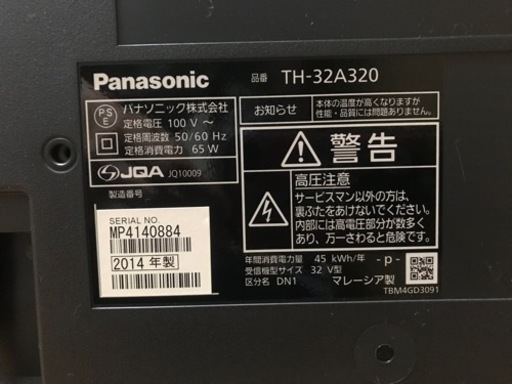 Panasonic
品番 TH-32A320
PS
E
パナソニック株式会社
定格電圧 100 V～
定格周波数 50/60 Hz
定格消費電力 65 W
JQA JQ10009
製造番号
SERIAL NO.
MP4140884
2014 年製
お知らせ
本体の温度が高くなりますが
性能・品質には問題ありません。
警告
高圧注意
サービスマン以外の方は、
裏ぶたをあけないでください。
内部には高電圧部分が数多く
あり、万一さわると危険です。
年間消費電力量 45 kWh/年 -p-
受信機型サイズ 32 V型
区分名 DN1 マレーシア製
TBM4GD3091